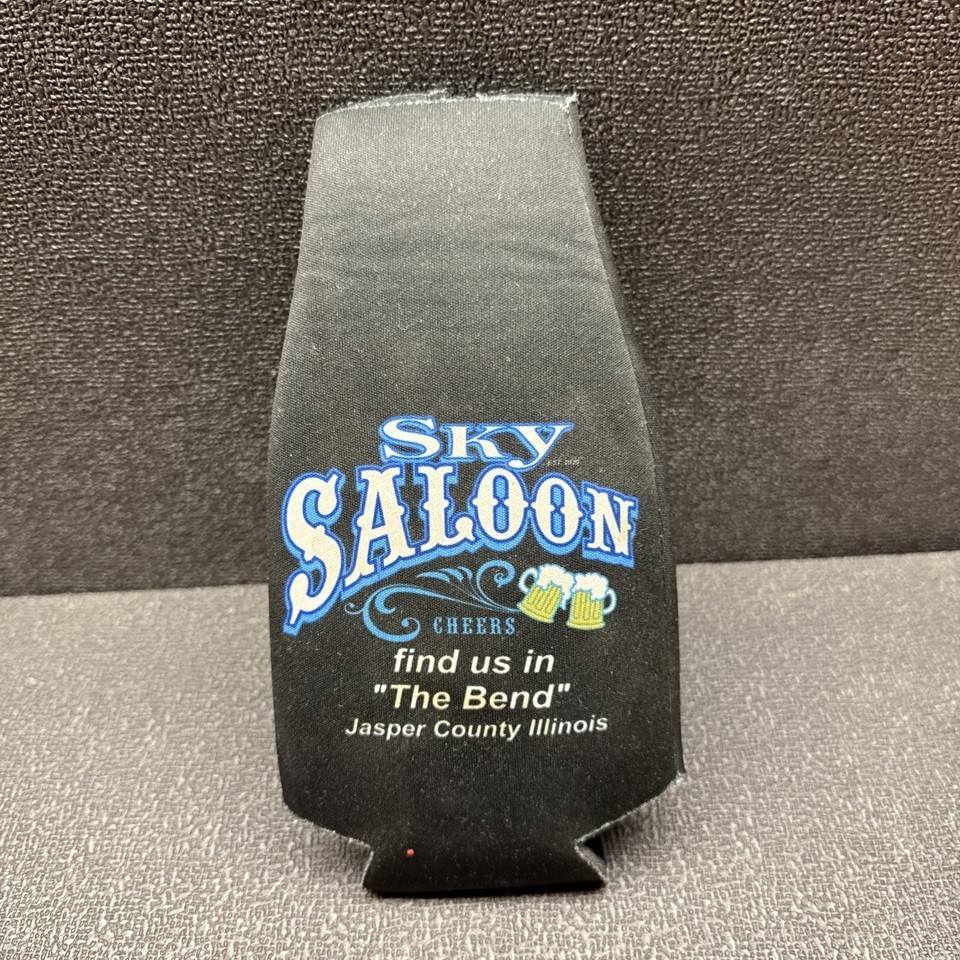 Sky
SALOON
CHEERS
find us in
"The Bend"
Jasper County Illinois